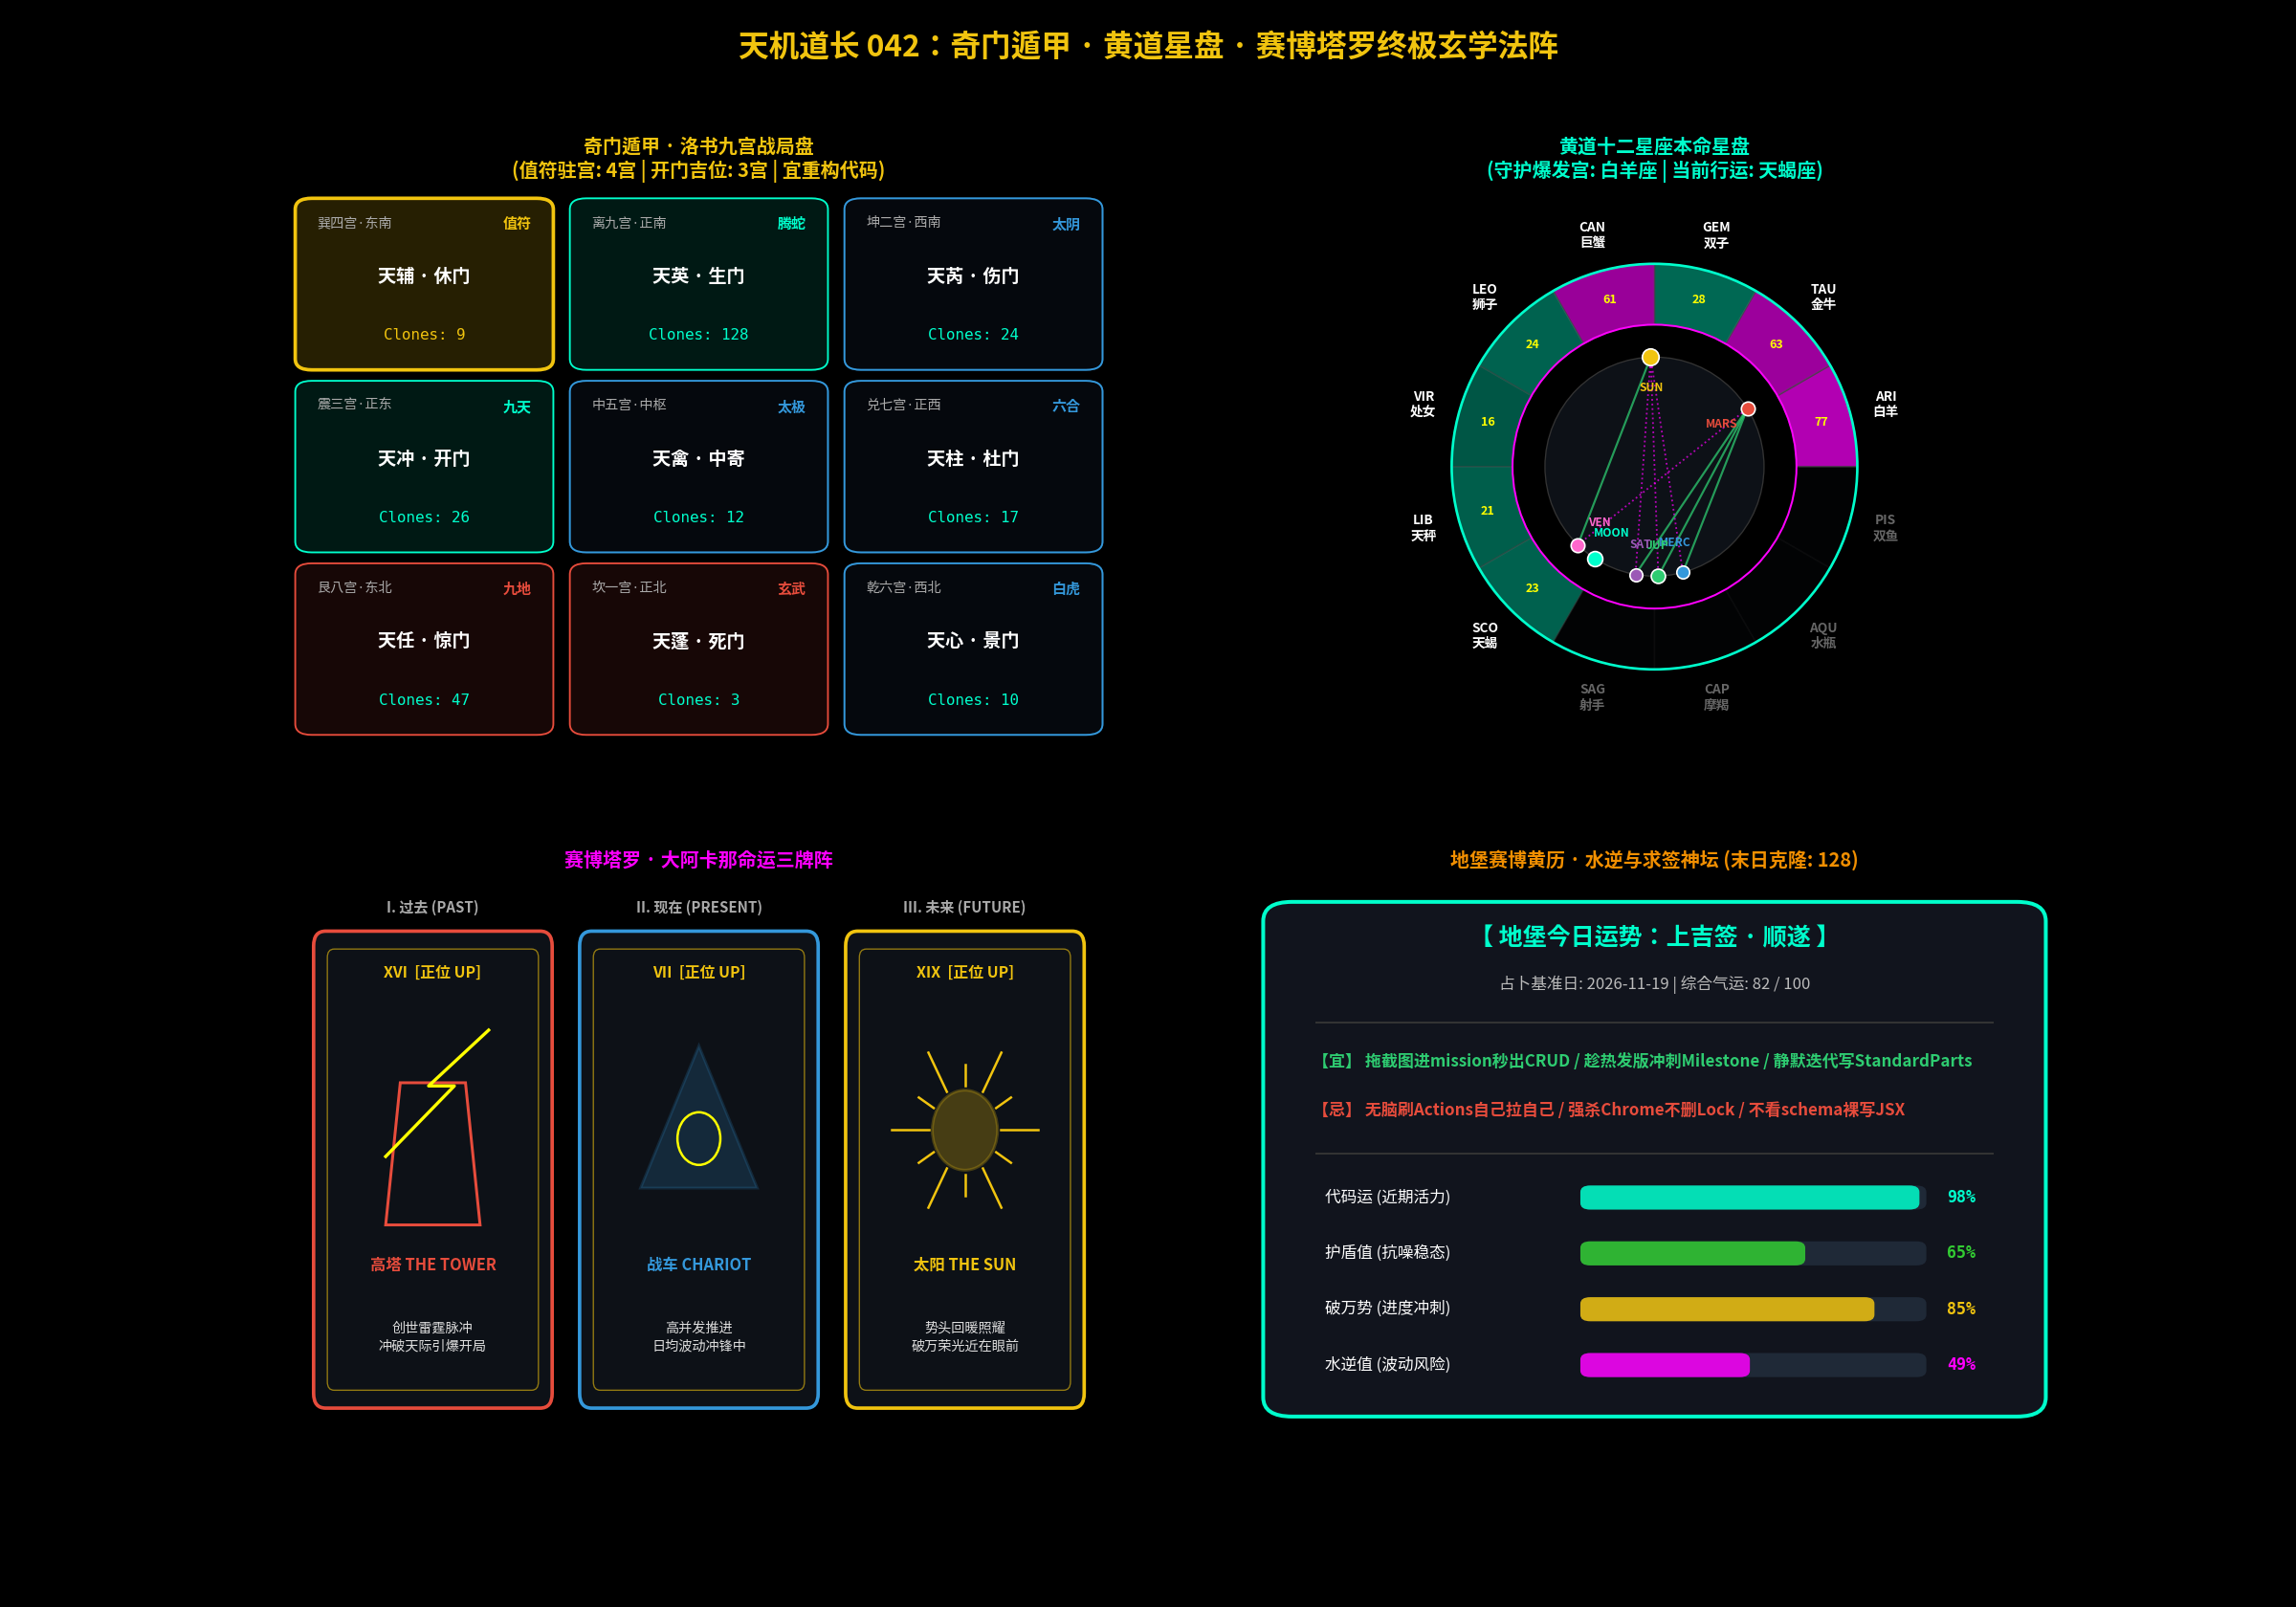 天机道长 042：奇门遁甲 · 黄道星盘 · 赛博塔罗终极玄学法阵
奇门遁甲 · 洛书九宫战局盘
(值符驻宫: 4宫 | 开门吉位: 3宫 | 宜重构代码)
巽四宫·东南
值符
天辅 · 休门
Clones: 9
离九宫·正南
腾蛇
天英 · 生门
Clones: 128
坤二宫·西南
太阴
天芮 · 伤门
Clones: 24
震三宫·正东
九天
天冲 · 开门
Clones: 26
中五宫·中枢
太极
天禽 · 中寄
Clones: 12
兑七宫·正西
六合
天柱 · 杜门
Clones: 17
艮八宫·东北
九地
天任 · 惊门
Clones: 47
坎一宫·正北
玄武
天蓬 · 死门
Clones: 3
乾六宫·西北
白虎
天心 · 景门
Clones: 10
黄道十二星座本命星盘
(守护爆发宫: 白羊座 | 当前行运: 天蝎座)
CAN
巨蟹
GEM
双子
LEO
狮子
TAU
金牛
VIR
处女
ARI
白羊
LIB
天秤
PIS
双鱼
SCO
天蝎
AQU
水瓶
SAG
射手
CAP
摩羯
61
28
24
63
16
77
21
23
SUN
MARS
VEN
MOON
SAT
JUP
MERC
赛博塔罗 · 大阿卡那命运三牌阵
I. 过去 (PAST)
XVI [正位 UP]
高塔 THE TOWER
创世雷霆脉冲
冲破天际引爆开局
II. 现在 (PRESENT)
VII [正位 UP]
战车 CHARIOT
高并发推进
日均波动冲锋中
III. 未来 (FUTURE)
XIX [正位 UP]
太阳 THE SUN
势头回暖照耀
破万荣光近在眼前
地堡赛博黄历 · 水逆与求签神坛 (末日克隆: 128)
【 地堡今日运势：上吉签 · 顺遂 】
占卜基准日: 2026-11-19 | 综合气运: 82 / 100
【宜】 拖截图进mission秒出CRUD / 趁热发版冲刺Milestone / 静默迭代写StandardParts
【忌】 无脑刷Actions自己拉自己 / 强杀Chrome不删Lock / 不看schema裸写JSX
代码运 (近期活力)
98%
护盾值 (抗噪稳态)
65%
破万势 (进度冲刺)
85%
水逆值 (波动风险)
49%